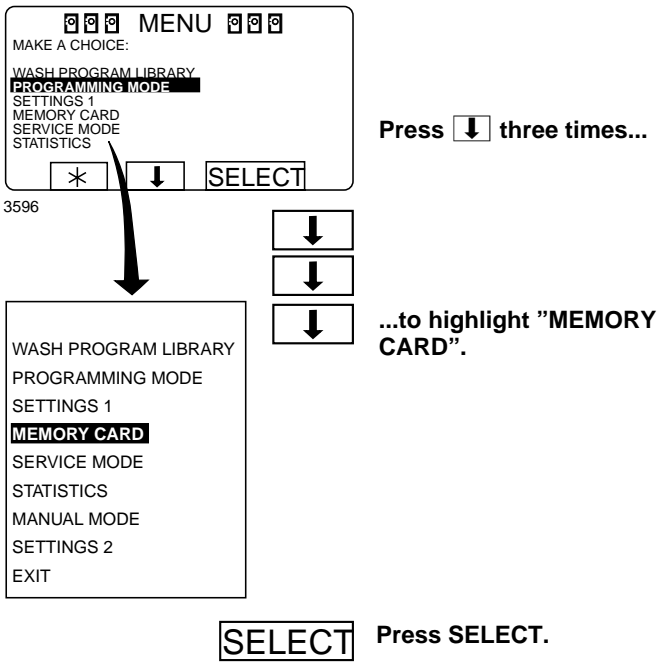 MENU
MAKE A CHOICE:
WASH PROGRAM LIBRARY
PROGRAMMING MODE
SETTINGS 1
MEMORY CARD
SERVICE MODE
STATISTICS
SELECT
3596
Press three times...
...to highlight ”MEMORY
CARD”.
WASH PROGRAM LIBRARY
PROGRAMMING MODE
SETTINGS 1
MEMORY CARD
SERVICE MODE
STATISTICS
MANUAL MODE
SETTINGS 2
EXIT
SELECT
Press SELECT.